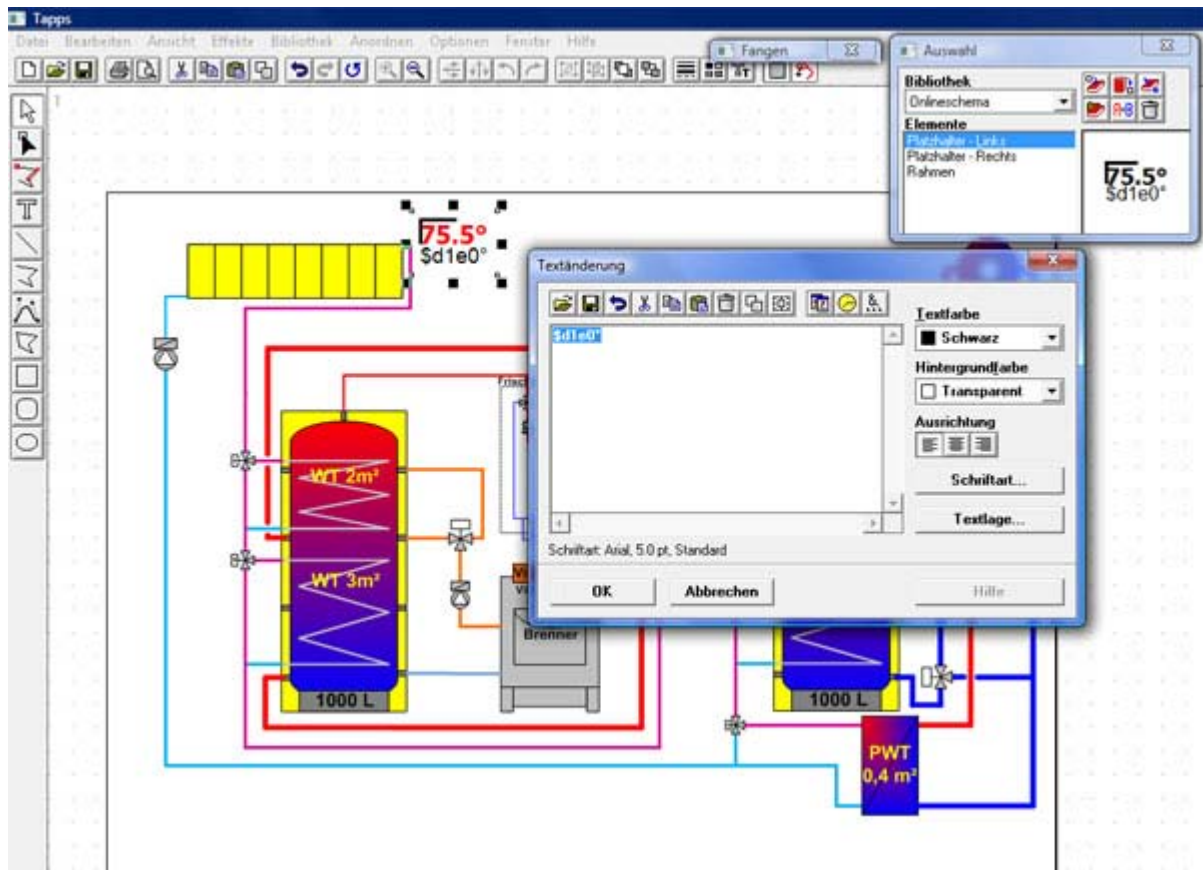 Tapps
Datei Bearbeiten Ansicht Effekte Bibliothek Anordnen Optionen Fenster Hilfe
Fangen
Auswahl
Bibliothek
Onlineschema
Elemente
Platzhalter - Links
Platzhalter - Rechts
Rahmen
75.5°
$d1e0°
1
75.5°
$d1e0°
Textänderung
$d1e0°
Textfarbe
Schwarz
Hintergrundfarbe
Transparent
Ausrichtung
Schriftart...
Textlage...
Schriftart: Arial, 5.0 pt, Standard
OK Abbrechen Hilfe
WT 2m²
WT 3m²
Brenner
1000 L
1000 L
PWT
0,4 m²